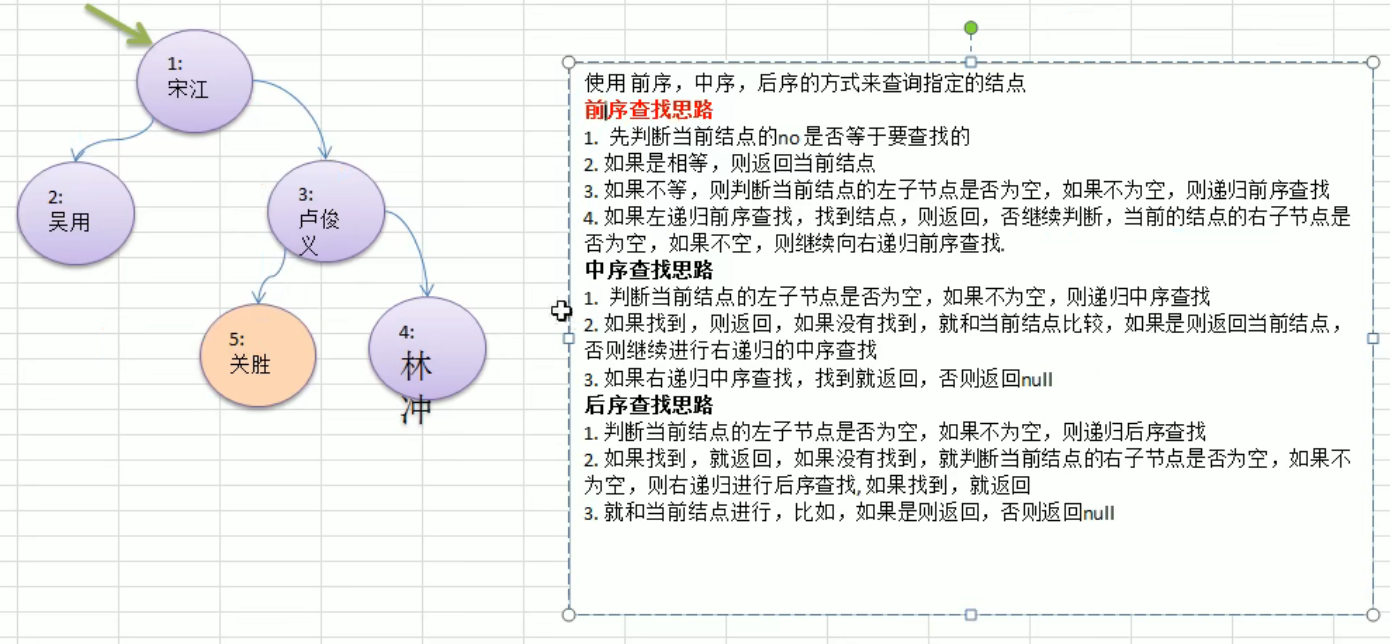 1:
宋江
2:
吴用
3:
卢俊
义
5:
关胜
4:
林
冲
使用 前序，中序，后序的方式来查询指定的结点
前序查找思路
1. 先判断当前结点的no 是否等于要查找的
2. 如果是相等，则返回当前结点
3. 如果不等，则判断当前结点的左子节点是否为空，如果不为空，则递归前序查找
4. 如果左递归前序查找，找到结点，则返回，否继续判断，当前的结点的右子节点是
否为空，如果不空，则继续向右递归前序查找.
中序查找思路
1. 判断当前结点的左子节点是否为空，如果不为空，则递归中序查找
2. 如果找到，则返回，如果没有找到，就和当前结点比较，如果是则返回当前结点，
否则继续进行右递归的中序查找
3. 如果右递归中序查找，找到就返回，否则返回null
后序查找思路
1. 判断当前结点的左子节点是否为空，如果不为空，则递归后序查找
2. 如果找到，就返回，如果没有找到，就判断当前结点的右子节点是否为空，如果不
为空，则右递归进行后序查找, 如果找到，就返回
3. 就和当前结点进行，比如，如果是则返回，否则返回null